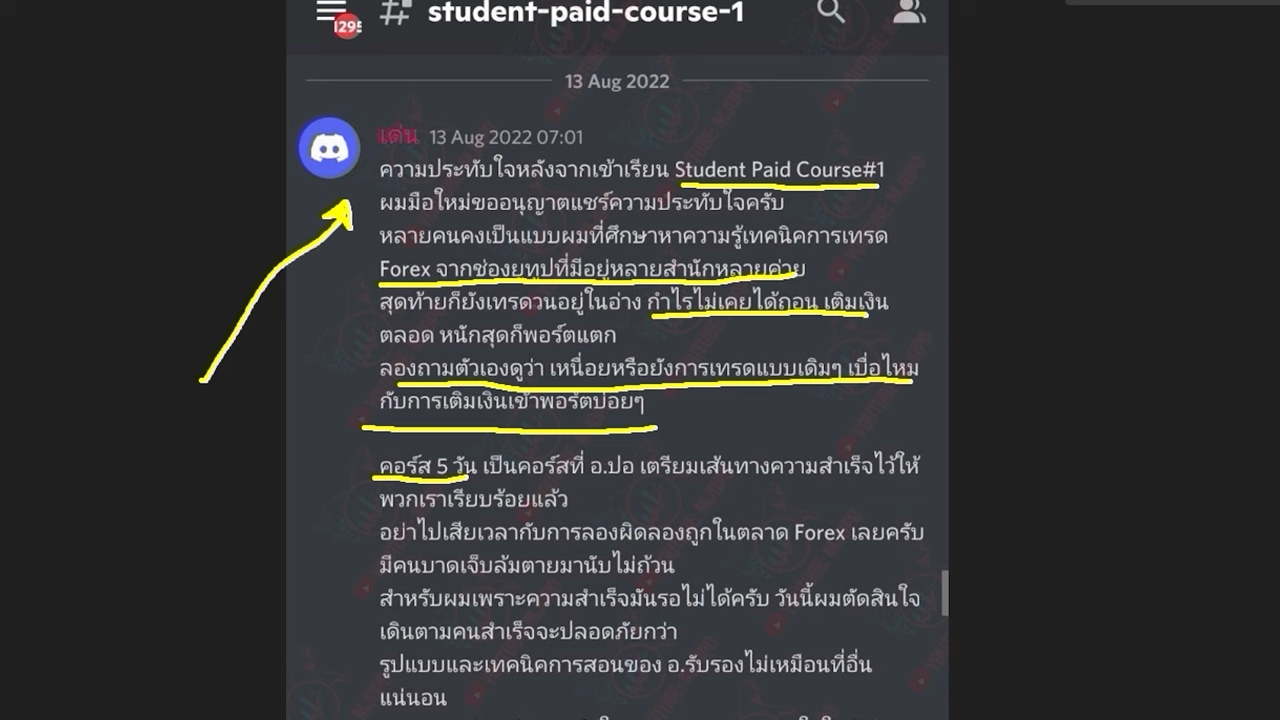 1295
student-paid-course-1
13 Aug 2022
เด่น 13 Aug 2022 07:01
ความประทับใจหลังจากเข้าเรียน Student Paid Course#1
ผมมือใหม่ขออนุญาตแชร์ความประทับใจครับ
หลายคนคงเป็นแบบผมที่ศึกษาหาความรู้เทคนิคการเทรด
Forex จากช่องยูทูปที่มีอยู่หลายสำนักหลายค่าย
สุดท้ายก็ยังเทรดวนอยู่ในอ่าง กำไรไม่เคยได้ถอน เติมเงิน
ตลอด หนักสุดก็พอร์ตแตก
ลองถามตัวเองดูว่า เหนื่อยหรือยังการเทรดแบบเดิมๆ เบื่อไหม
กับการเติมเงินเข้าพอร์ตบ่อยๆ
คอร์ส 5 วัน เป็นคอร์สที่ อ.ปอ เตรียมเส้นทางความสำเร็จไว้ให้
พวกเราเรียบร้อยแล้ว
อย่าไปเสียเวลากับการลองผิดลองถูกในตลาด Forex เลยครับ
มีคนบาดเจ็บล้มตายมานับไม่ถ้วน
สำหรับผมเพราะความสำเร็จมันรอไม่ได้ครับ วันนี้ผมตัดสินใจ
เดินตามคนสำเร็จจะปลอดภัยกว่า
รูปแบบและเทคนิคการสอนของ อ.รับรองไม่เหมือนที่อื่น
แน่นอน